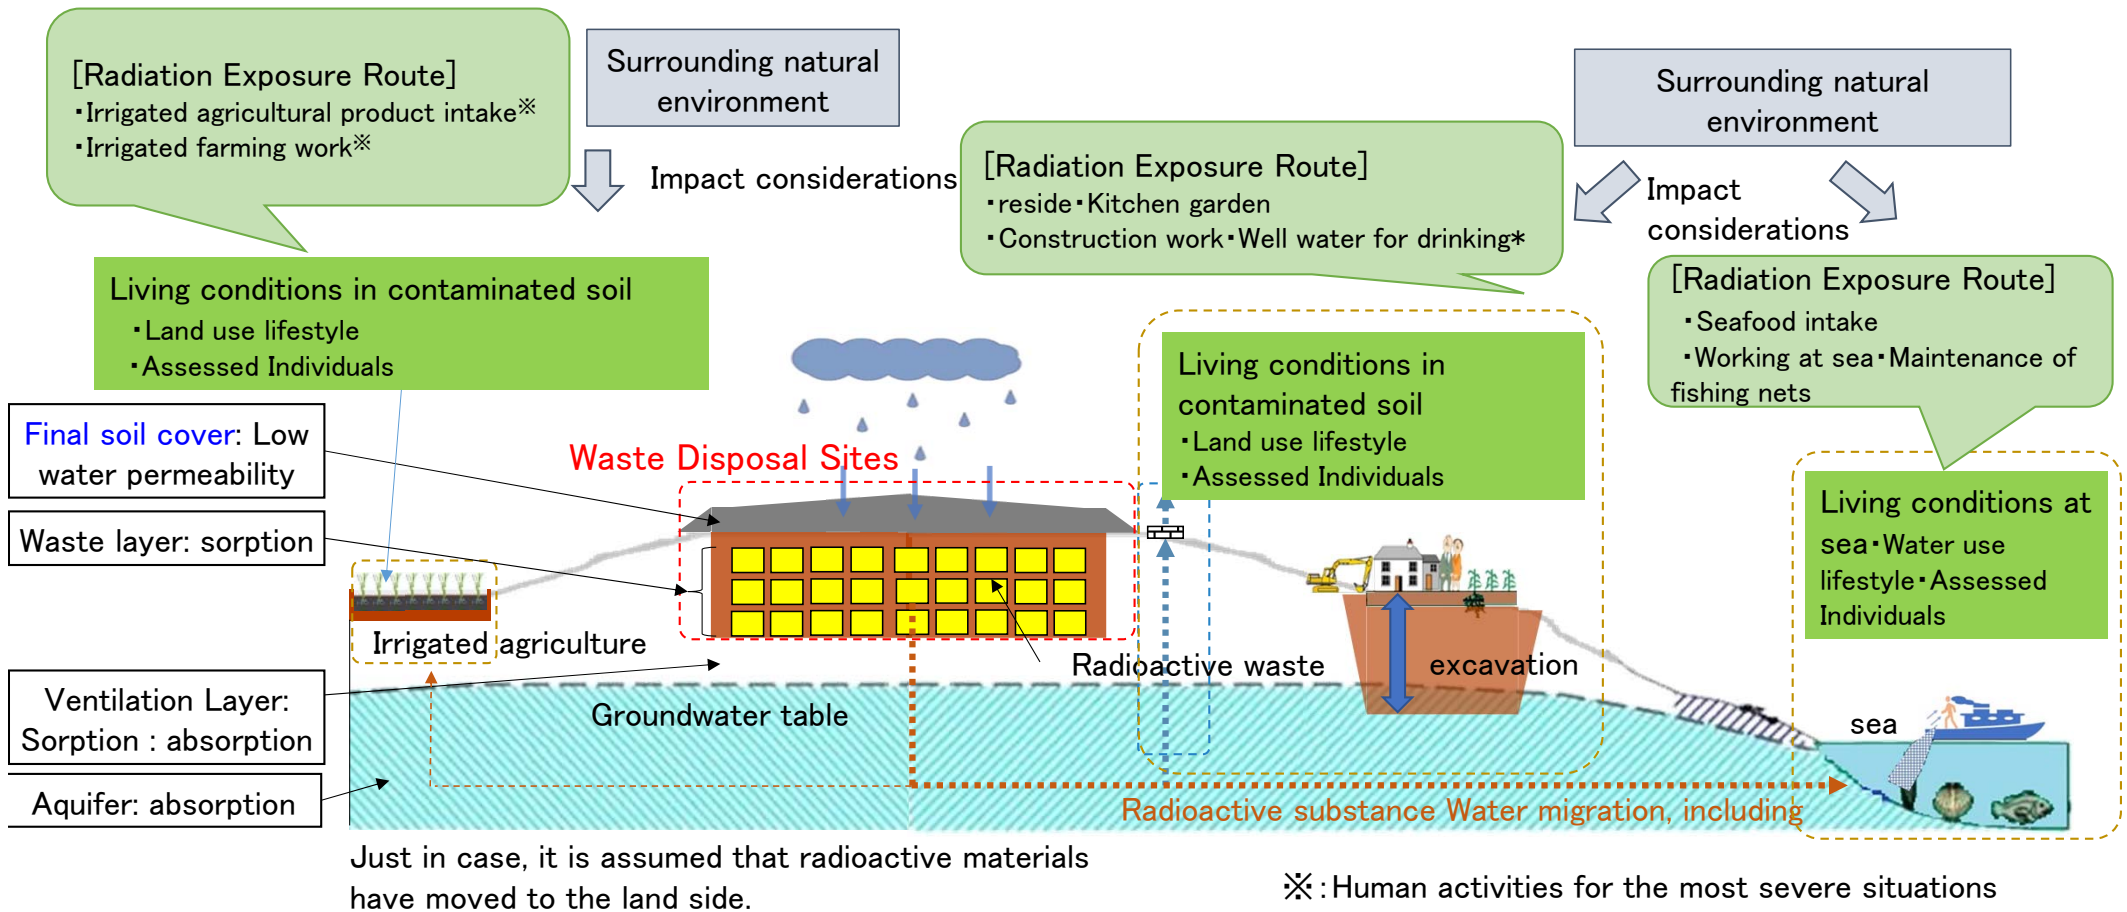 [Radiation Exposure Route]
・Irrigated agricultural product intake※
・Irrigated farming work※
Surrounding natural
environment
Impact considerations
[Radiation Exposure Route]
・reside・Kitchen garden
・Construction work・Well water for drinking*
Surrounding natural
environment
Impact
considerations
[Radiation Exposure Route]
・Seafood intake
・Working at sea・Maintenance of
fishing nets
Living conditions in contaminated soil
・Land use lifestyle
・Assessed Individuals
Living conditions in
contaminated soil
・Land use lifestyle
・Assessed Individuals
Living conditions at
sea・Water use
lifestyle・Assessed
Individuals
Final soil cover: Low
water permeability
Waste Disposal Sites
Waste layer: sorption
Irrigated agriculture
Radioactive waste
excavation
Ventilation Layer:
Sorption : absorption
Groundwater table
sea
Aquifer: absorption
Radioactive substance Water migration, including
Just in case, it is assumed that radioactive materials
have moved to the land side.
※:Human activities for the most severe situations